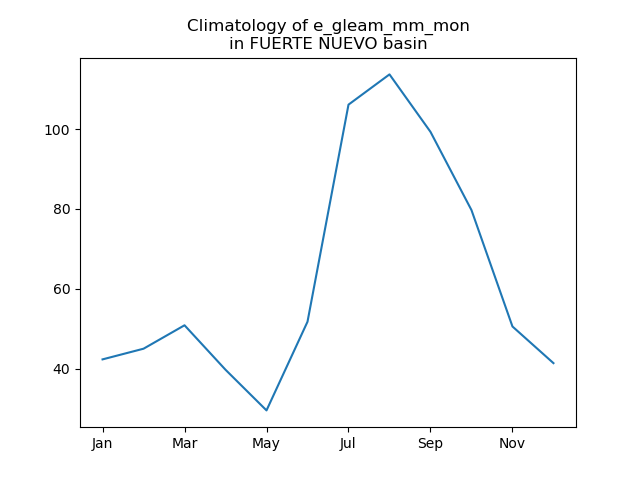 Climatology of e_gleam_mm_mon
in FUERTE NUEVO basin
100
80
60
40
Jan
Mar
May
Jul
Sep
Nov